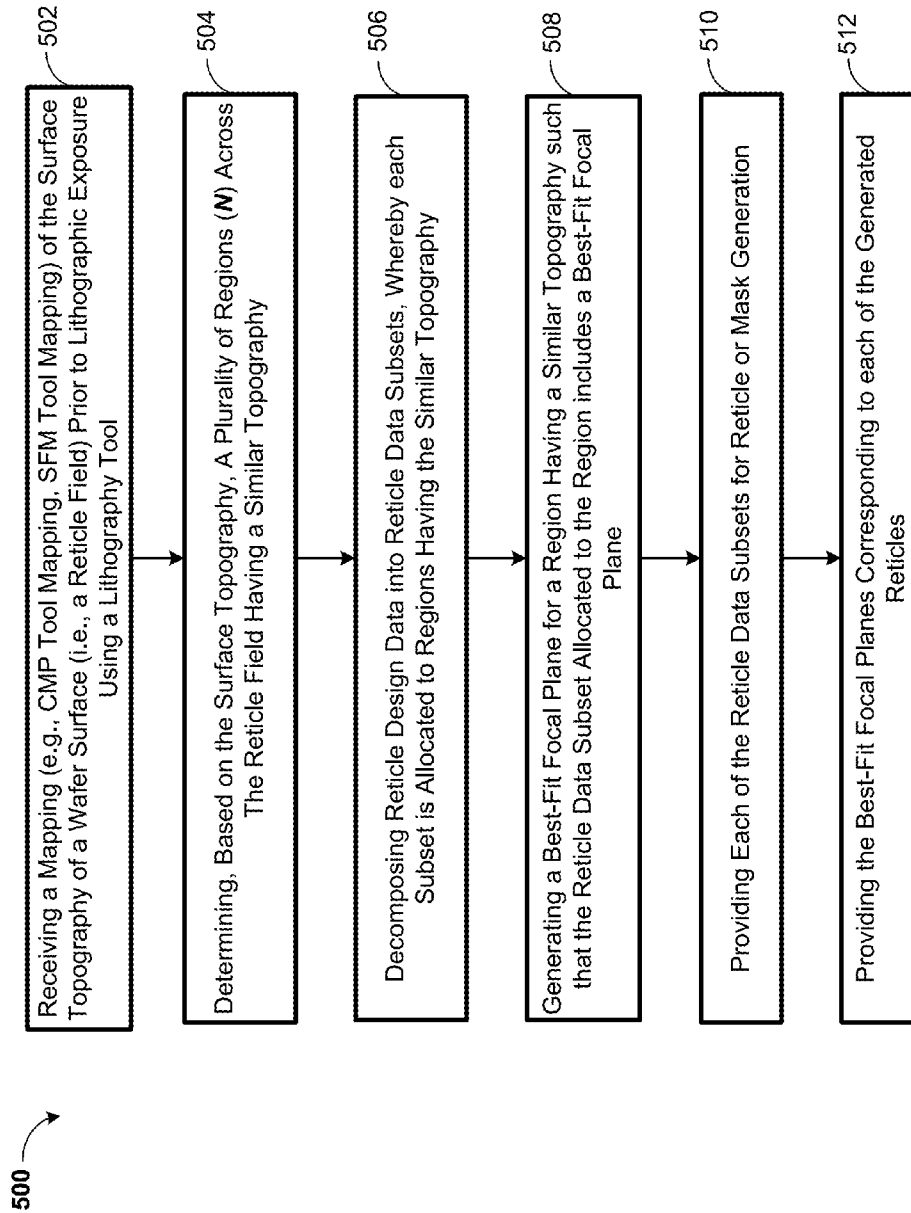 500
Receiving a Mapping (e.g., CMP Tool Mapping, SFM Tool Mapping) of the Surface
Topography of a Wafer Surface (i.e., a Reticle Field) Prior to Lithographic Exposure
Using a Lithography Tool
502
Determining, Based on the Surface Topography, A Plurality of Regions (N) Across
The Reticle Field Having a Similar Topography
504
Decomposing Reticle Design Data into Reticle Data Subsets, Whereby each
Subset is Allocated to Regions Having the Similar Topography
506
Generating a Best-Fit Focal Plane for a Region Having a Similar Topography such
that the Reticle Data Subset Allocated to the Region includes a Best-Fit Focal
Plane
508
Providing Each of the Reticle Data Subsets for Reticle or Mask Generation
510
Providing the Best-Fit Focal Planes Corresponding to each of the Generated
Reticles
512